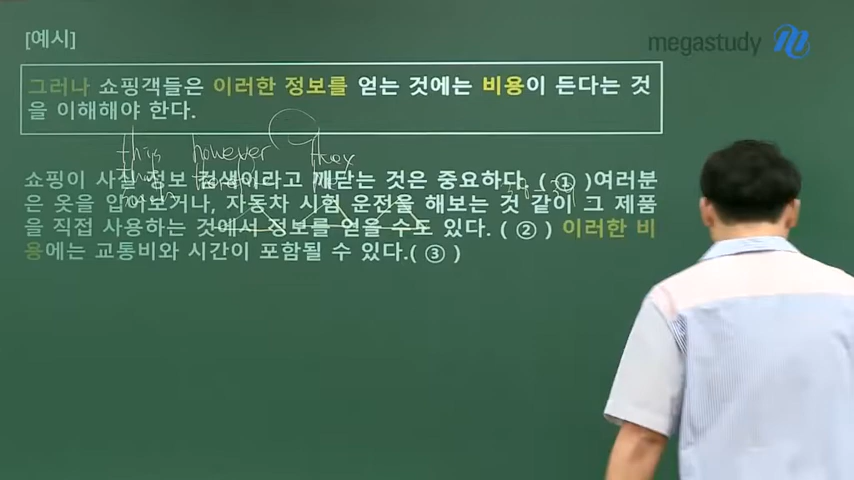 [예시]
megastudy
그러나 쇼핑객들은 이러한 정보를 얻는 것에는 비용이 든다는 것
을 이해해야 한다.
this however they
쇼핑이 사실 정보 검색이라고 깨닫는 것은 중요하다. ( ① )여러분
은 옷을 입어보거나, 자동차 시험 운전을 해보는 것 같이 그 제품
을 직접 사용하는 것에서 정보를 얻을 수도 있다. ( ② ) 이러한 비
용에는 교통비와 시간이 포함될 수 있다.( ③ )